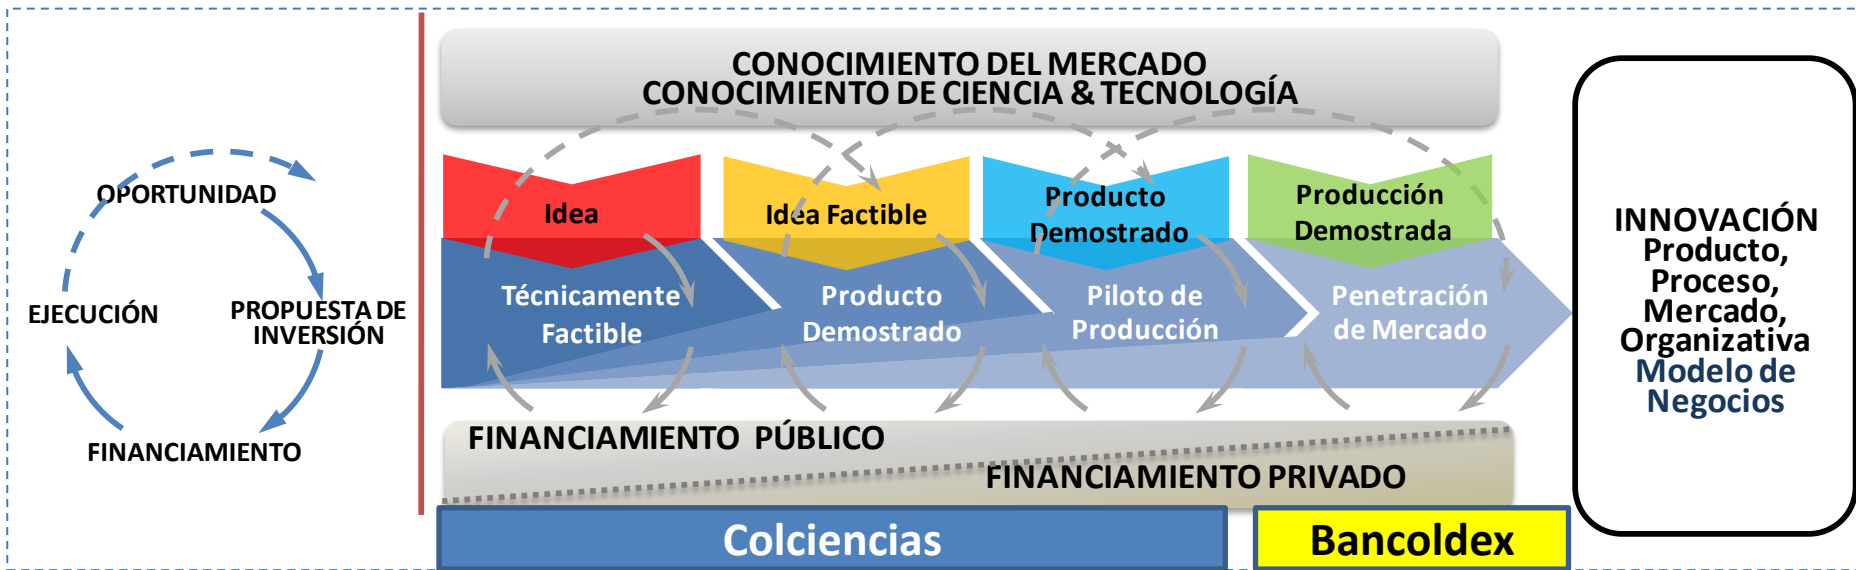 OPORTUNIDAD
EJECUCIÓN
PROPUESTA DE
INVERSIÓN
FINANCIAMIENTO
CONOCIMIENTO DEL MERCADO
CONOCIMIENTO DE CIENCIA & TECNOLOGÍA
Idea
Idea Factible
Producto
Demostrado
Producción
Demostrada
Técnicamente
Factible
Producto
Demostrado
Piloto de
Producción
Penetración
de Mercado
FINANCIAMIENTO PÚBLICO
FINANCIAMIENTO PRIVADO
Colciencias
Bancoldex
INNOVACIÓN
Producto,
Proceso,
Mercado,
Organizativa
Modelo de
Negocios